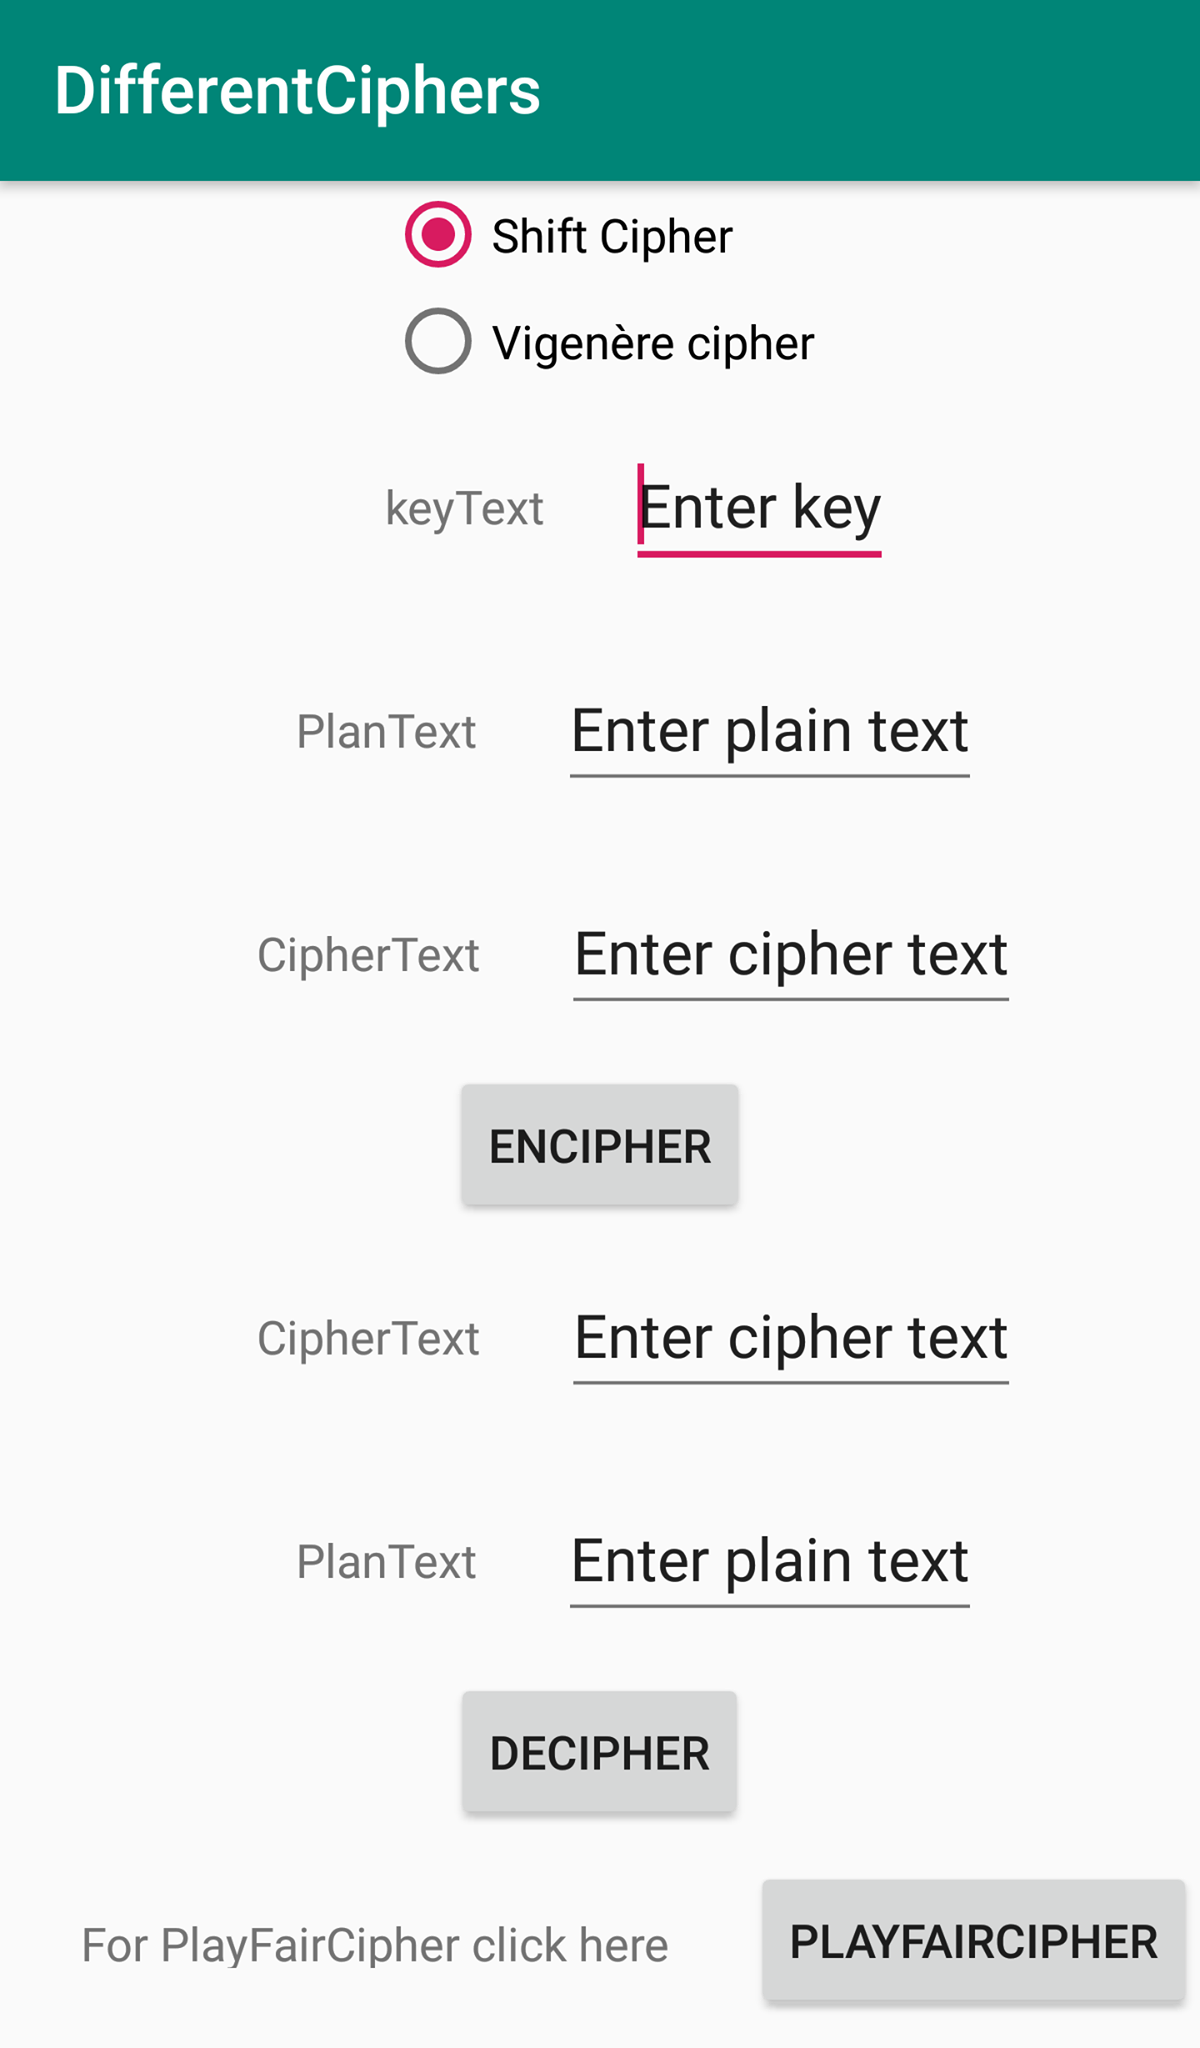 DifferentCiphers
Shift Cipher
Vigenère cipher
keyText Enter key
PlanText Enter plain text
CipherText Enter cipher text
ENCIPHER
CipherText Enter cipher text
PlanText Enter plain text
DECIPHER
For PlayFairCipher click here PLAYFAIRCIPHER